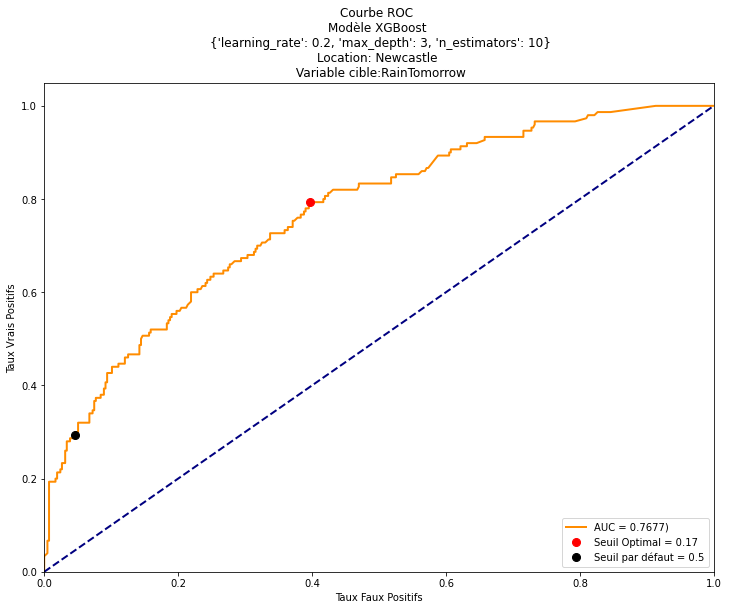 Courbe ROC
Modèle XGBoost
{'learning_rate': 0.2, 'max_depth': 3, 'n_estimators': 10}
Location: Newcastle
Variable cible:RainTomorrow
Taux Vrais Positifs
1.0
0.8
0.6
0.4
0.2
0.0
0.0
0.2
0.4
0.6
0.8
1.0
Taux Faux Positifs
AUC = 0.7677)
Seuil Optimal = 0.17
Seuil par défaut = 0.5